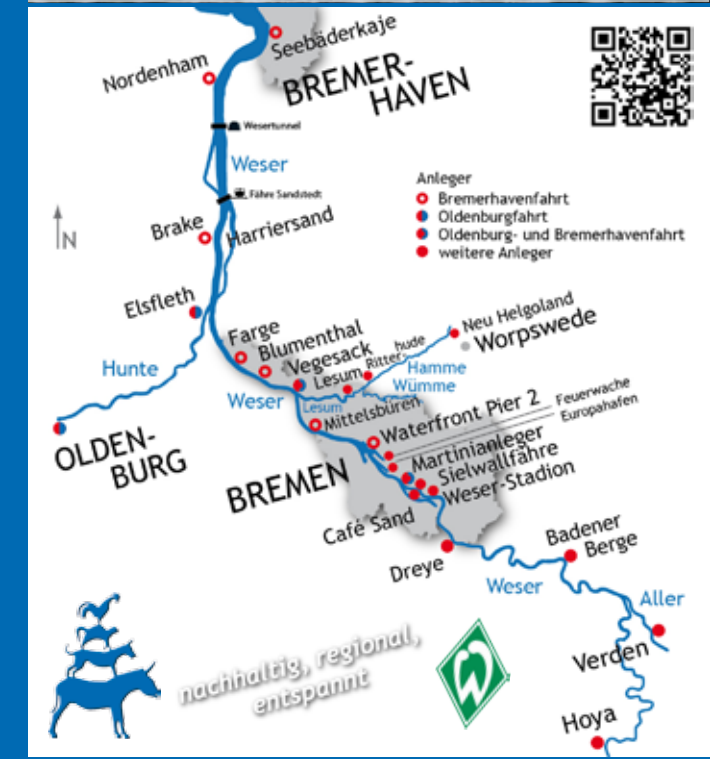 Seebäderkaje
Nordenham
BREMER-
HAVEN
Wesertunnel
Weser
Fähre Sandstedt
Anleger
Bremerhavenfahrt
Oldenburgfahrt
Oldenburg- und Bremerhavenfahrt
weitere Anleger
N
Brake
Harriersand
Elsfleth
Farge
Blumenthal
Vegesack
Hunte
Weser
Lesum
Ritter-
hude
Neu Helgoland
Worpswede
Hamme
Wümme
Lesum
Mittelsbüren
OLDEN-
BURG
BREMEN
Waterfront Pier 2
Feuerwache
Europahafen
Martinianleger
Sielwallfähre
Weser-Stadion
Café Sand
Dreye
Badener
Berge
Weser
Aller
Verden
Hoya
nachhaltig, regional,
entspannt
W